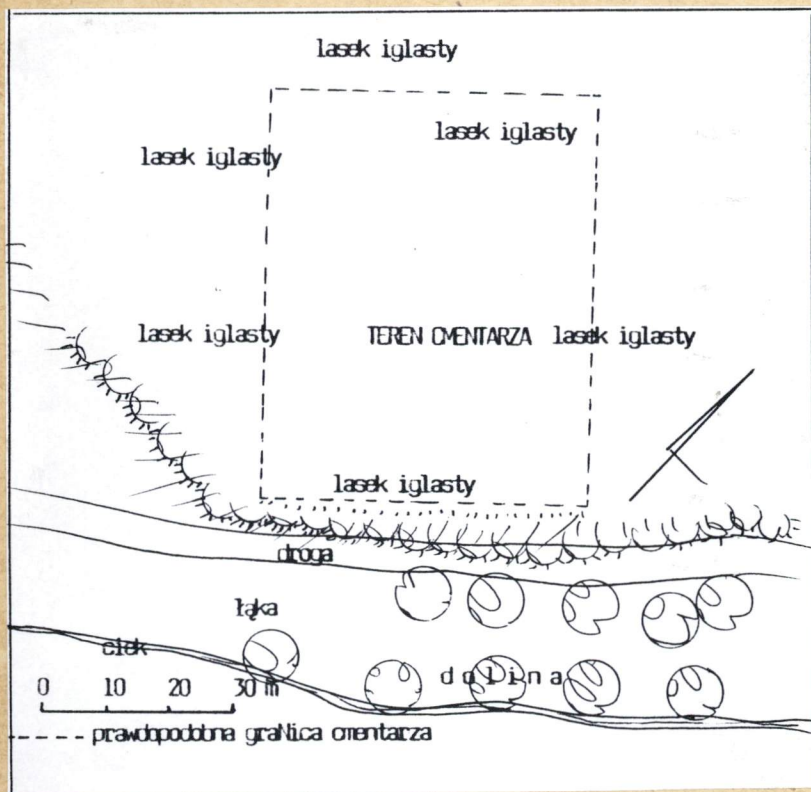 lasek iglasty
lasek iglasty
lasek iglasty
lasek iglasty
TEREN CMENTARZA
lasek iglasty
lasek iglasty
droga
łąka
ciek
dolina
0 10 20 30 m
prawdopodobna graNica cmentarza